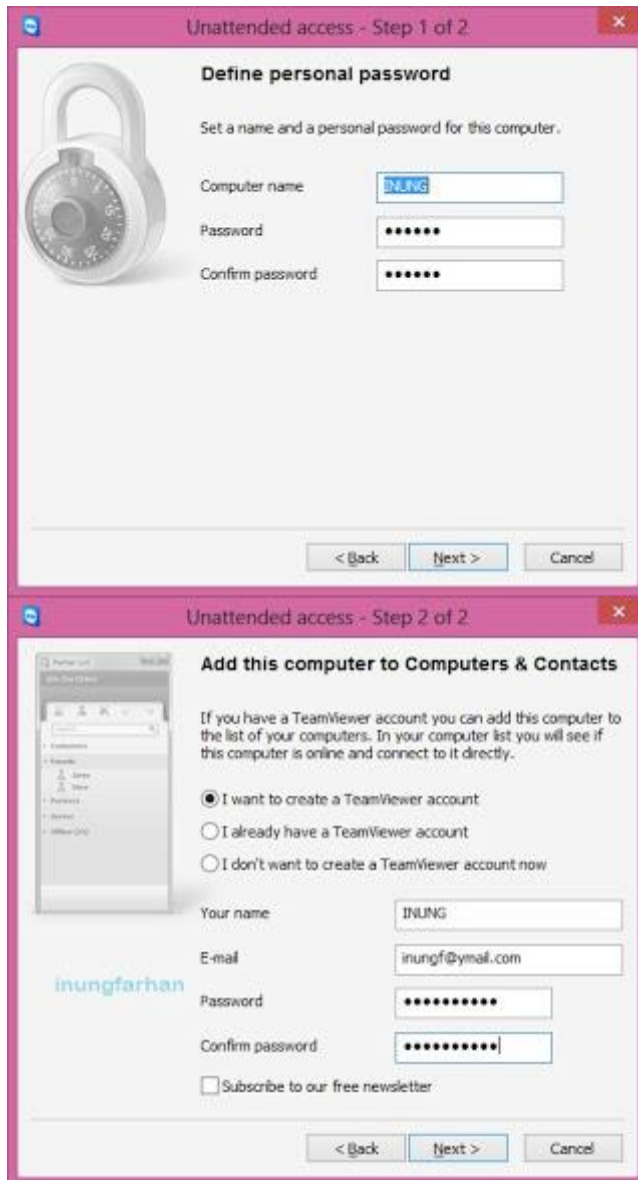 Unattended access - Step 1 of 2
Define personal password
Set a name and a personal password for this computer.
Computer name
INUNG
Password
●●●●●●
Confirm password
●●●●●●
< Back
Next >
Cancel
Unattended access - Step 2 of 2
Add this computer to Computers & Contacts
If you have a TeamViewer account you can add this computer to
the list of your computers. In your computer list you will see if
this computer is online and connect to it directly.
I want to create a TeamViewer account
I already have a TeamViewer account
I don't want to create a TeamViewer account now
Your name
INUNG
E-mail
inungf@ymail.com
inungfarhan
Password
●●●●●●●●●●
Confirm password
●●●●●●●●●●
Subscribe to our free newsletter
< Back
Next >
Cancel